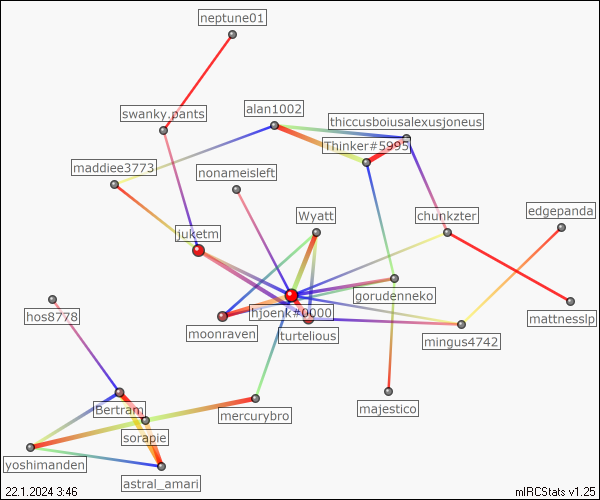 neptune01
swanky.pants
alan1002
thiccusboiusalexusjoneus
Thinker#5995
maddiee3773
nonameisleft
Wyatt
chunkzter
edgepanda
juketm
gorudenneko
hjoenk#0000
hos8778
moonraven
turtelious
mattnesslp
mingus4742
Bertram
mercurybro
majestico
sorapie
yoshimanden
astral_amari
22.1.2024 3:46
mIRCStats v1.25